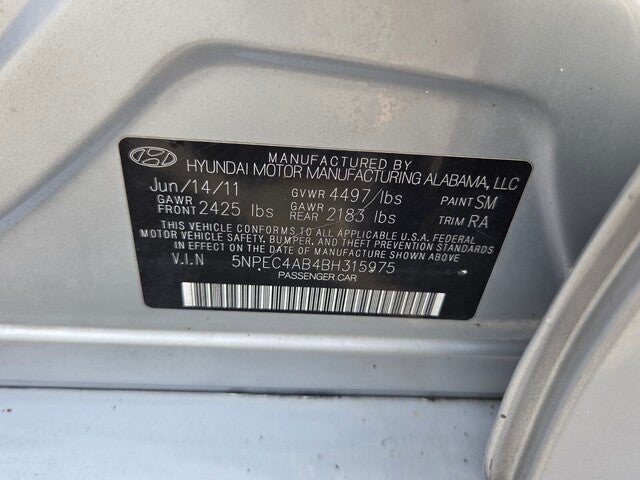 MANUFACTURED BY
HYUNDAI MOTOR MANUFACTURING ALABAMA, LLC
Jun/14/11 GVWR 4497/lbs PAINT SM
GAWR FRONT 2425 lbs GAWR REAR 2183 lbs TRIM RA
THIS VEHICLE CONFORMS TO ALL APPLICABLE U.S.A. FEDERAL
MOTOR VEHICLE SAFETY, BUMPER, AND THEFT PREVENTION STANDARDS
IN EFFECT ON THE DATE OF MANUFACTURE SHOWN ABOVE.
V.I.N 5NPEC4AB4BH315975
PASSENGER CAR